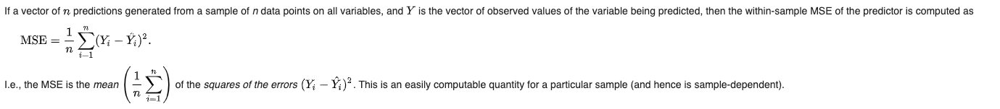 If a vector of n predictions generated from a sample of n data points on all variables, and Y is the vector of observed values of the variable being predicted, then the within-sample MSE of the predictor is computed as
MSE = \frac{1}{n} \sum_{i=1}^{n} (Y_i - \hat{Y}_i)^2.
I.e., the MSE is the mean \left( \frac{1}{n} \sum_{i=1}^{n} \right) of the squares of the errors (Y_i - \hat{Y}_i)^2. This is an easily computable quantity for a particular sample (and hence is sample-dependent).